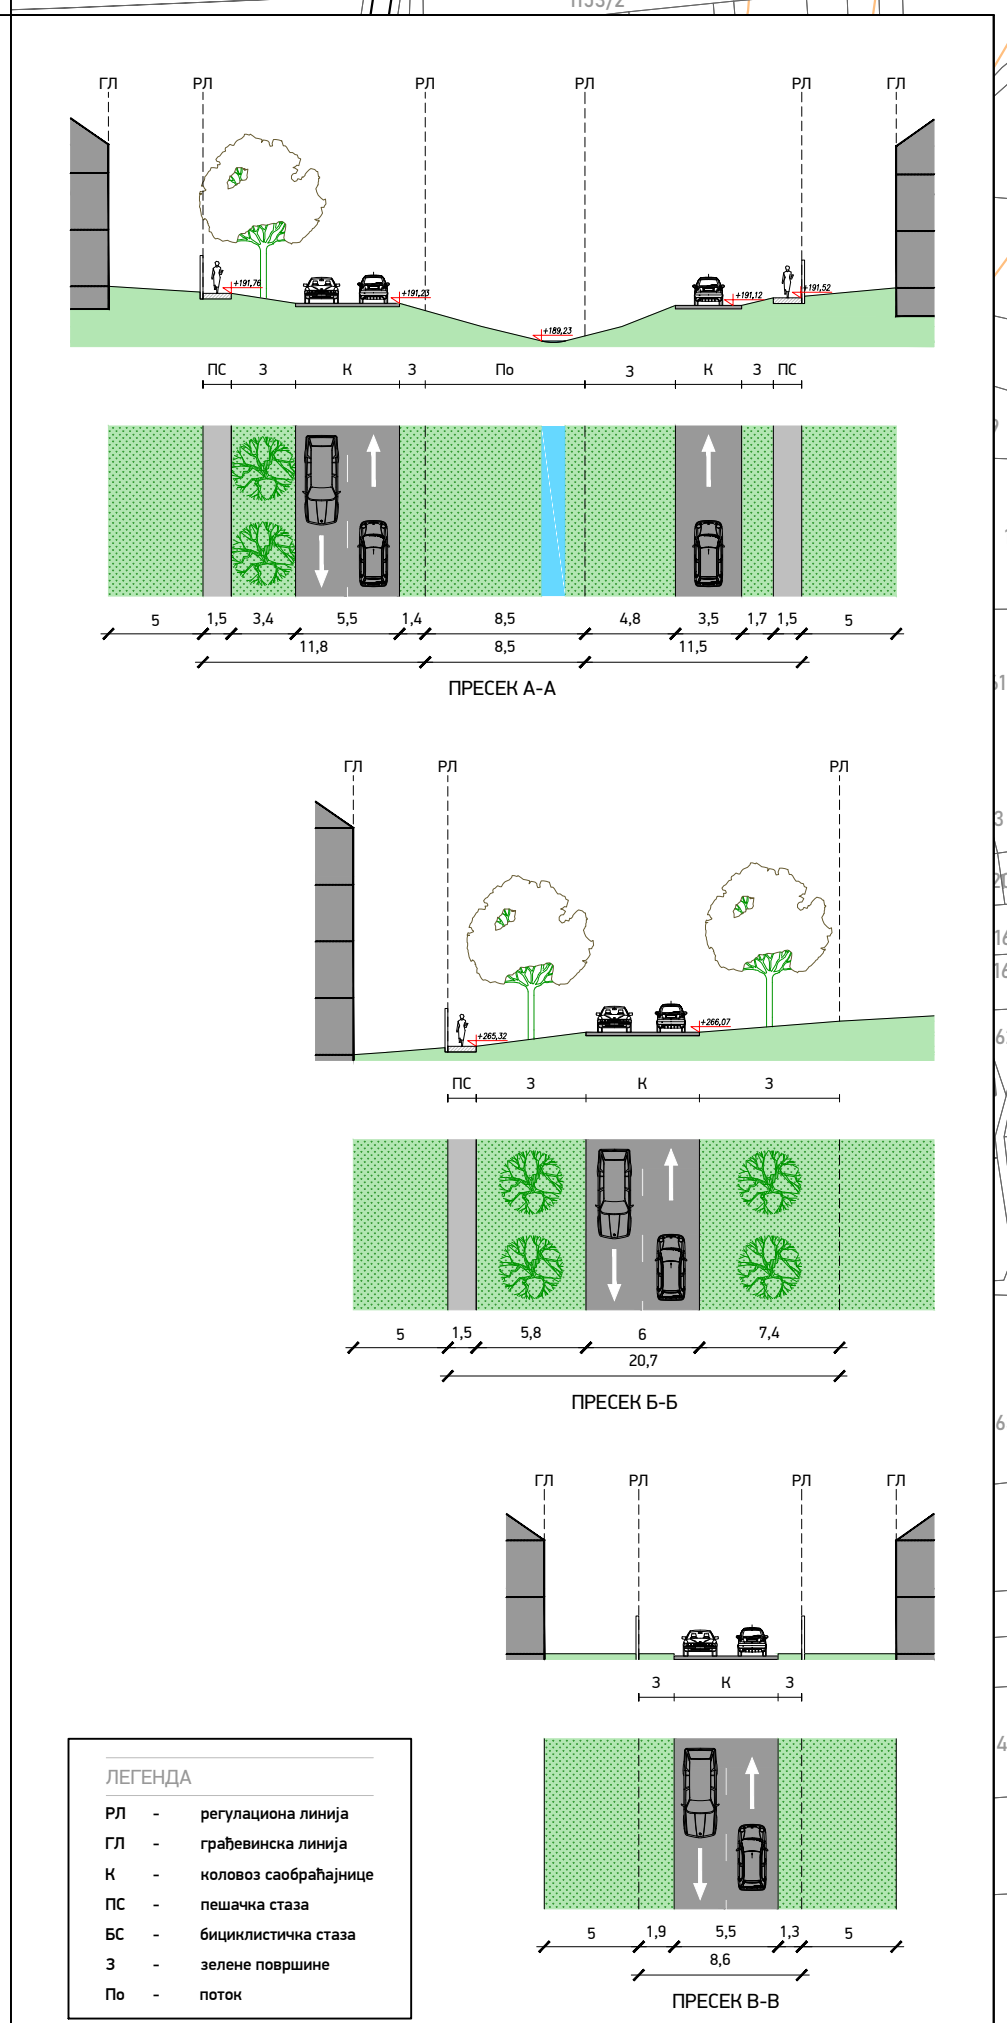 1153/2
ГЛ РЛ РЛ РЛ РЛ ГЛ
+191,76 +191,23 +189,23 +191,12 +191,52
ПС З К З По З К З ПС
5 1,5 3,4 5,5 1,4 8,5 4,8 3,5 1,7 1,5 5
11,8 8,5 11,5
ПРЕСЕК А-А
ГЛ РЛ РЛ
+265,32 +266,07
ПС З К З
5 1,5 5,8 6 7,4
20,7
ПРЕСЕК Б-Б
ГЛ РЛ РЛ ГЛ
З К З
5 1,9 5,5 1,3 5
8,6
ПРЕСЕК В-В
ЛЕГЕНДА
РЛ - регулациона линија
ГЛ - грађевинска линија
К - коловоз саобраћајнице
ПС - пешачка стаза
БС - бициклистичка стаза
З - зелене површине
По - поток